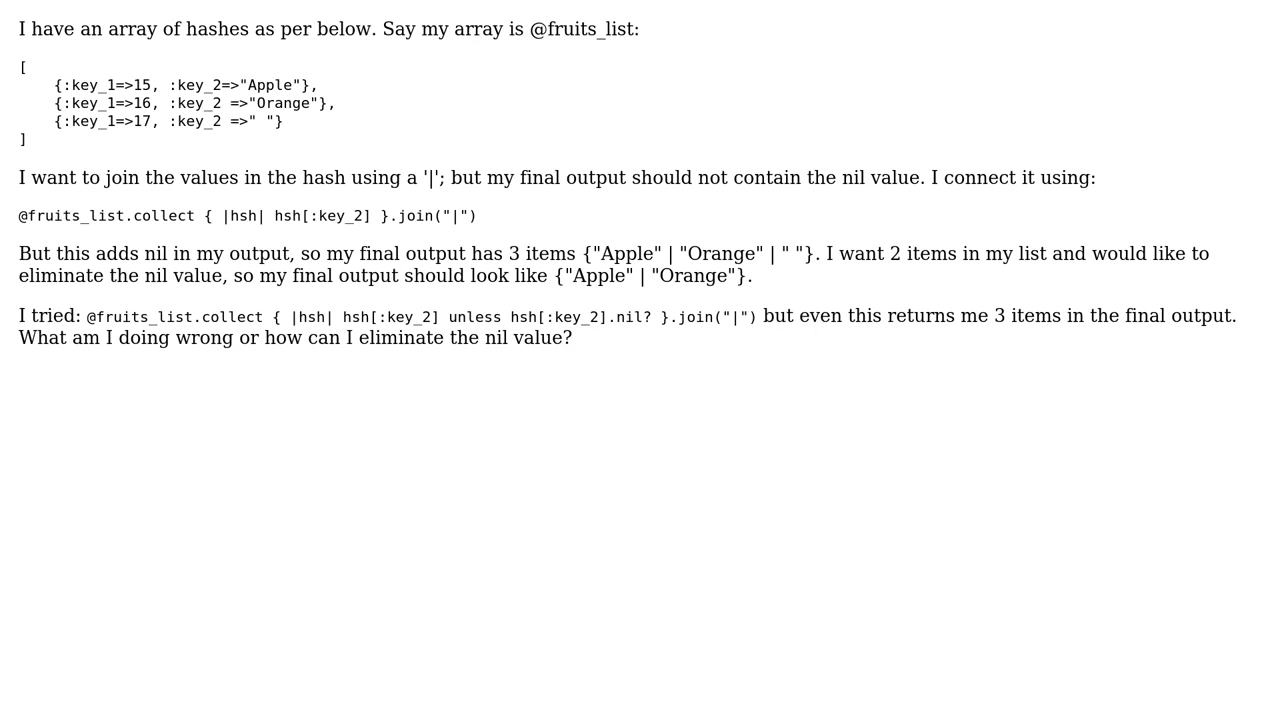 I have an array of hashes as per below. Say my array is @fruits_list:
[
    {:key_1=>15, :key_2=>"Apple"},
    {:key_1=>16, :key_2 =>"Orange"},
    {:key_1=>17, :key_2 =>" "}
]
I want to join the values in the hash using a '|'; but my final output should not contain the nil value. I connect it using:
@fruits_list.collect { |hsh| hsh[:key_2] }.join("|")
But this adds nil in my output, so my final output has 3 items {"Apple" | "Orange" | " "}. I want 2 items in my list and would like to
eliminate the nil value, so my final output should look like {"Apple" | "Orange"}.
I tried: @fruits_list.collect { |hsh| hsh[:key_2] unless hsh[:key_2].nil? }.join("|") but even this returns me 3 items in the final output.
What am I doing wrong or how can I eliminate the nil value?